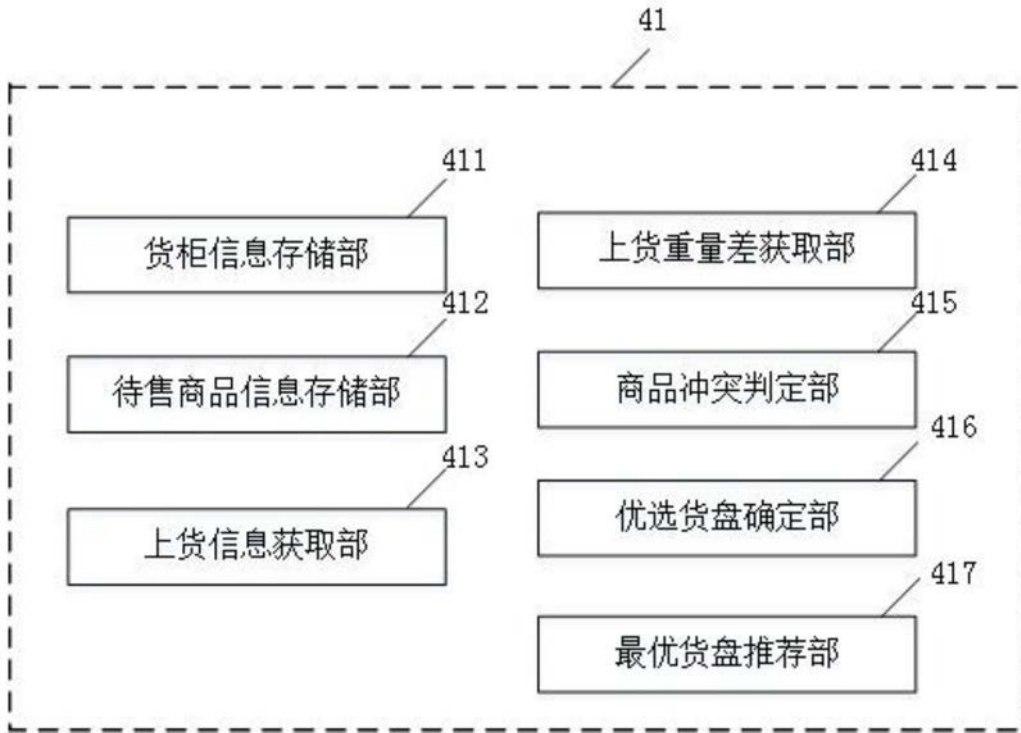 41
411
货柜信息存储部
412
待售商品信息存储部
413
上货信息获取部
414
上货重量差获取部
415
商品冲突判定部
416
优选货盘确定部
417
最优货盘推荐部